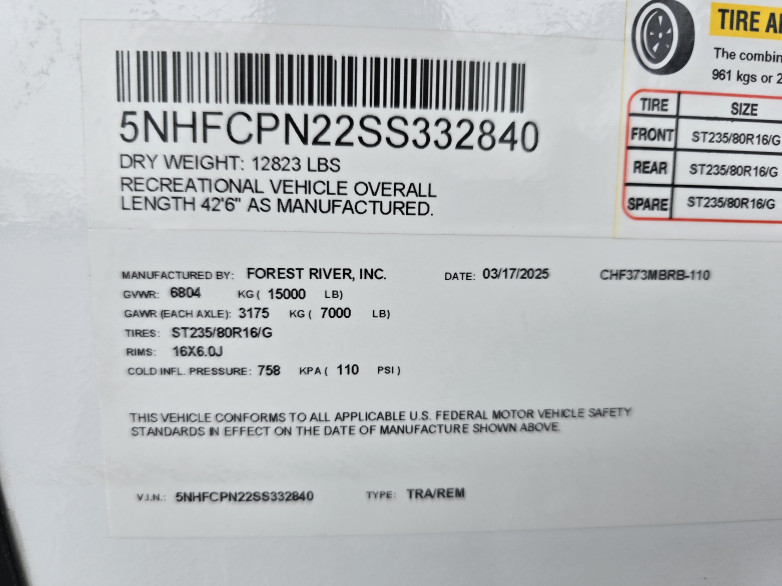 5NHFCPN22SS332840
DRY WEIGHT: 12823 LBS
RECREATIONAL VEHICLE OVERALL
LENGTH 42'6" AS MANUFACTURED.
TIRE
The
961 kgs or
TIRE SIZE
FRONT ST235/80R16/G
REAR ST235/80R16/G
SPARE ST235/80R16/G
MANUFACTURED BY: FOREST RIVER, INC. DATE: 03/17/2025 CHF373MBRB-110
GVWR: 6804 KG( 15000 LB)
GAWR (EACH AXLE): 3175 KG( 7000 LB)
TIRES: ST235/80R16/G
RIMS: 16X6.0J
COLD INFL. PRESSURE: 758 KPA( 110 PSI)
THIS VEHICLE CONFORMS TO ALL APPLICABLE U.S. FEDERAL MOTOR VEHICLE SAFETY
STANDARDS IN EFFECT ON THE DATE OF MANUFACTURE SHOWN ABOVE.
V.I.N.: 5NHFCPN22SS332840 TYPE: TRA/REM